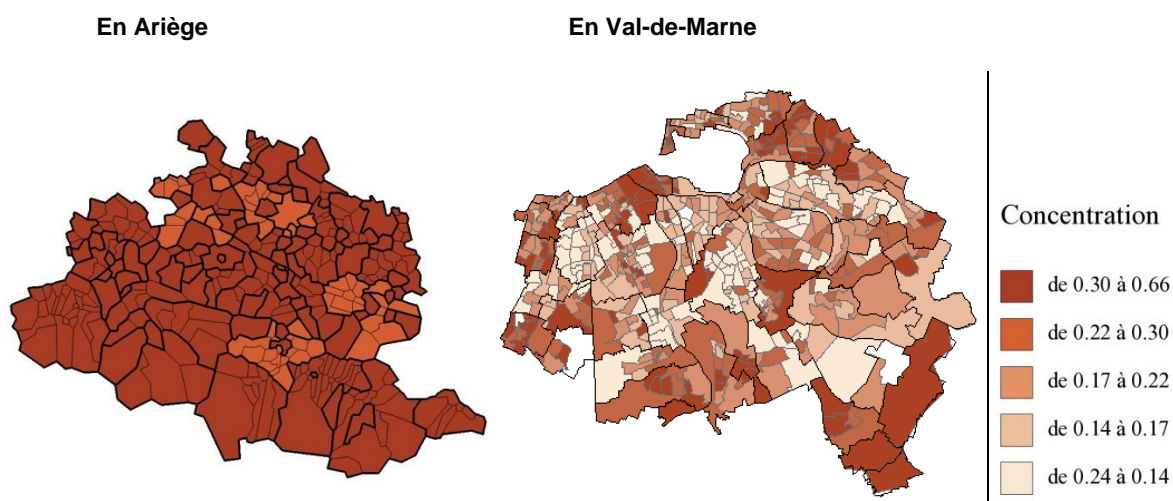 En Ariège
En Val-de-Marne
Concentration
de 0.30 à 0.66
de 0.22 à 0.30
de 0.17 à 0.22
de 0.14 à 0.17
de 0.24 à 0.14